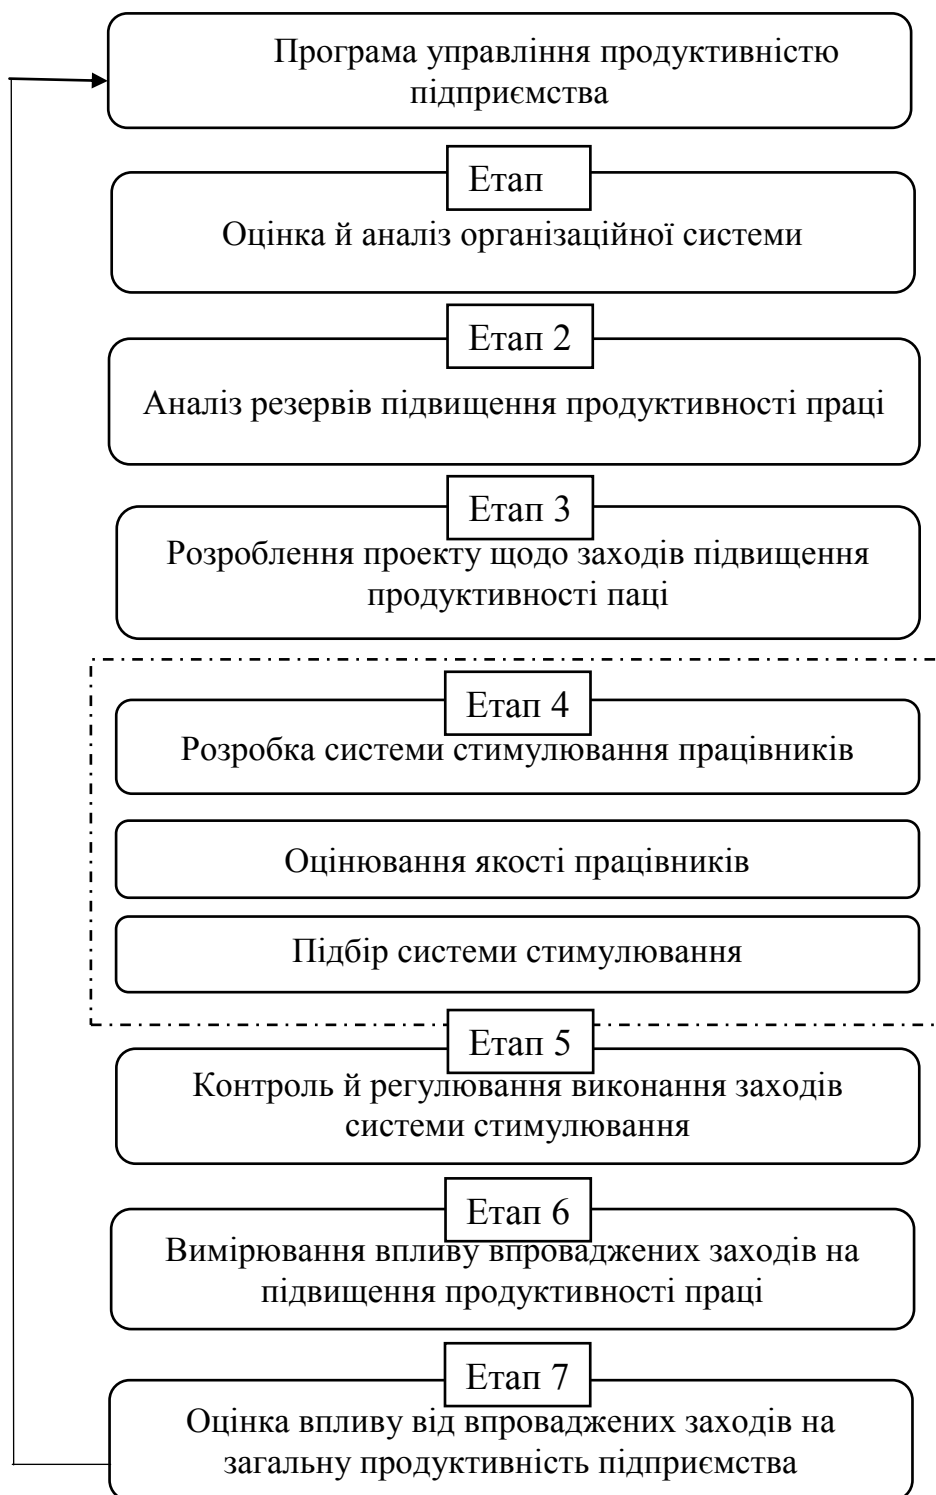 Програма управління продуктивністю
підприємства
Етап
Оцінка й аналіз організаційної системи
Етап 2
Аналіз резервів підвищення продуктивності праці
Етап 3
Розроблення проекту щодо заходів підвищення
продуктивності паці
Етап 4
Розробка системи стимулювання працівників
Оцінювання якості працівників
Підбір системи стимулювання
Етап 5
Контроль й регулювання виконання заходів
системи стимулювання
Етап 6
Вимірювання впливу впроваджених заходів на
підвищення продуктивності праці
Етап 7
Оцінка впливу від впроваджених заходів на
загальну продуктивність підприємства